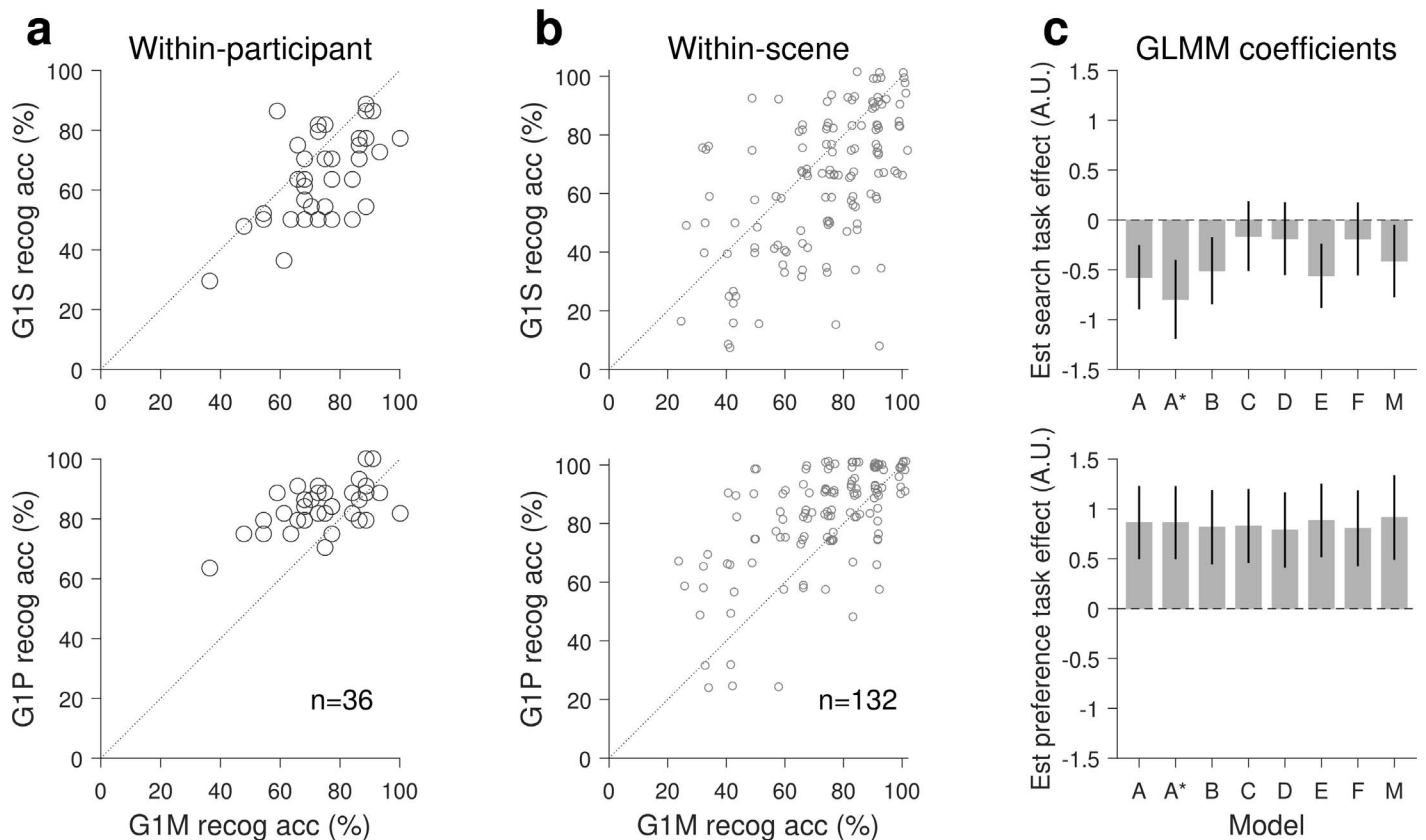 a
Within-participant
100
80
60
40
20
0
G1S recog acc (%)
0 20 40 60 80 100
100
80
60
40
20
0
G1P recog acc (%)
n=36
0 20 40 60 80 100
G1M recog acc (%)
b
Within-scene
100
80
60
40
20
0
G1S recog acc (%)
0 20 40 60 80 100
100
80
60
40
20
0
G1P recog acc (%)
n=132
0 20 40 60 80 100
G1M recog acc (%)
c
GLMM coefficients
1.5
1
0.5
0
-0.5
-1
-1.5
Est search task effect (A.U.)
A A* B C D E F M
1.5
1
0.5
0
-0.5
-1
-1.5
Est preference task effect (A.U.)
A A* B C D E F M
Model